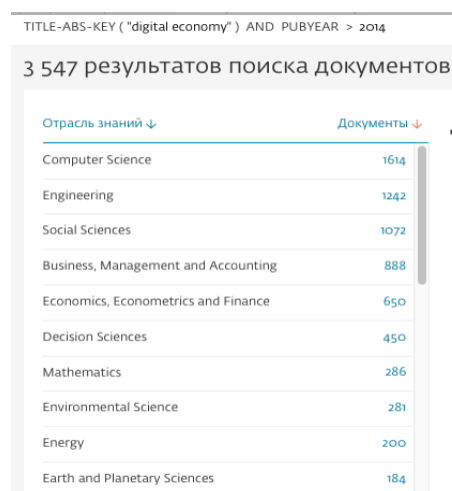 TITLE-ABS-KEY ( "digital economy" ) AND PUBYEAR > 2014
3 547 результатов поиска документов
Отрасль знаний ↓ Документы ↓
Computer Science 1614
Engineering 1242
Social Sciences 1072
Business, Management and Accounting 888
Economics, Econometrics and Finance 650
Decision Sciences 450
Mathematics 286
Environmental Science 281
Energy 200
Earth and Planetary Sciences 184